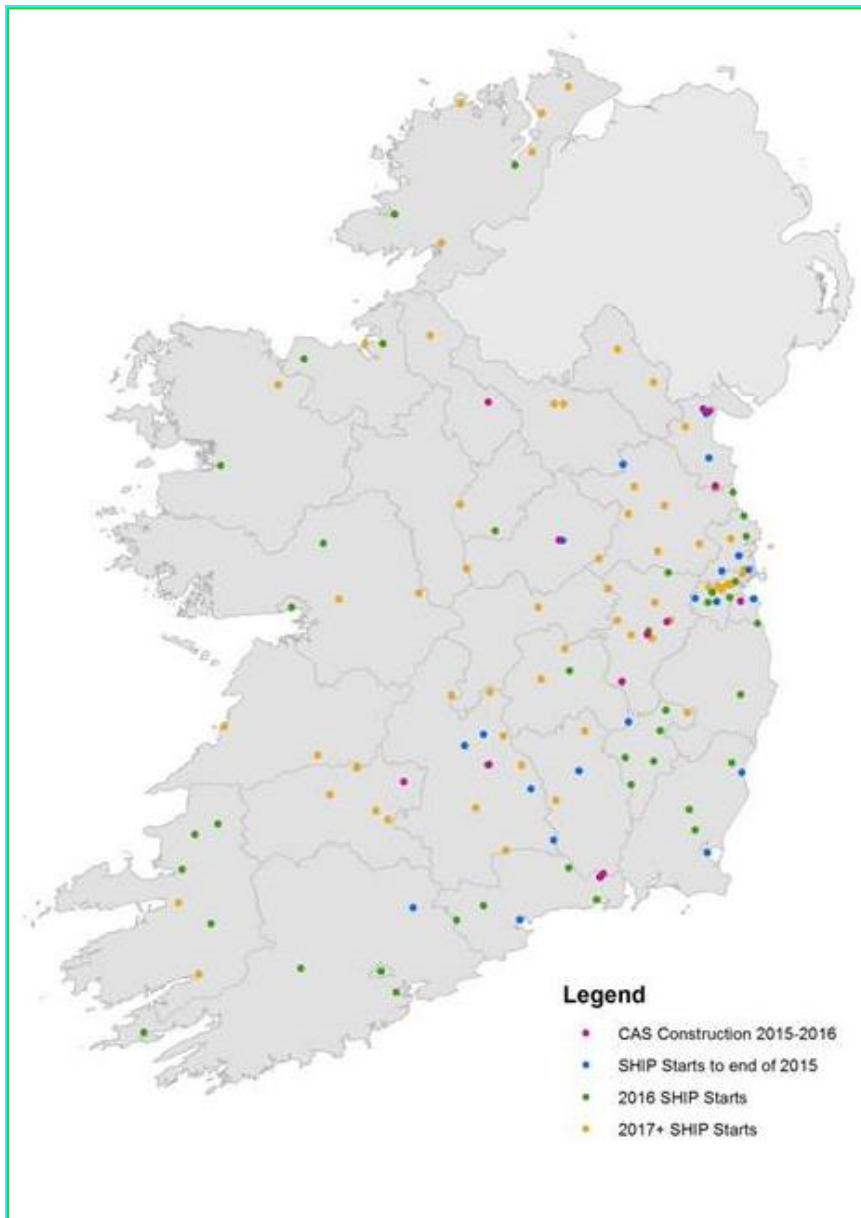 Legend
CAS Construction 2015-2016
SHIP Starts to end of 2015
2016 SHIP Starts
2017+ SHIP Starts